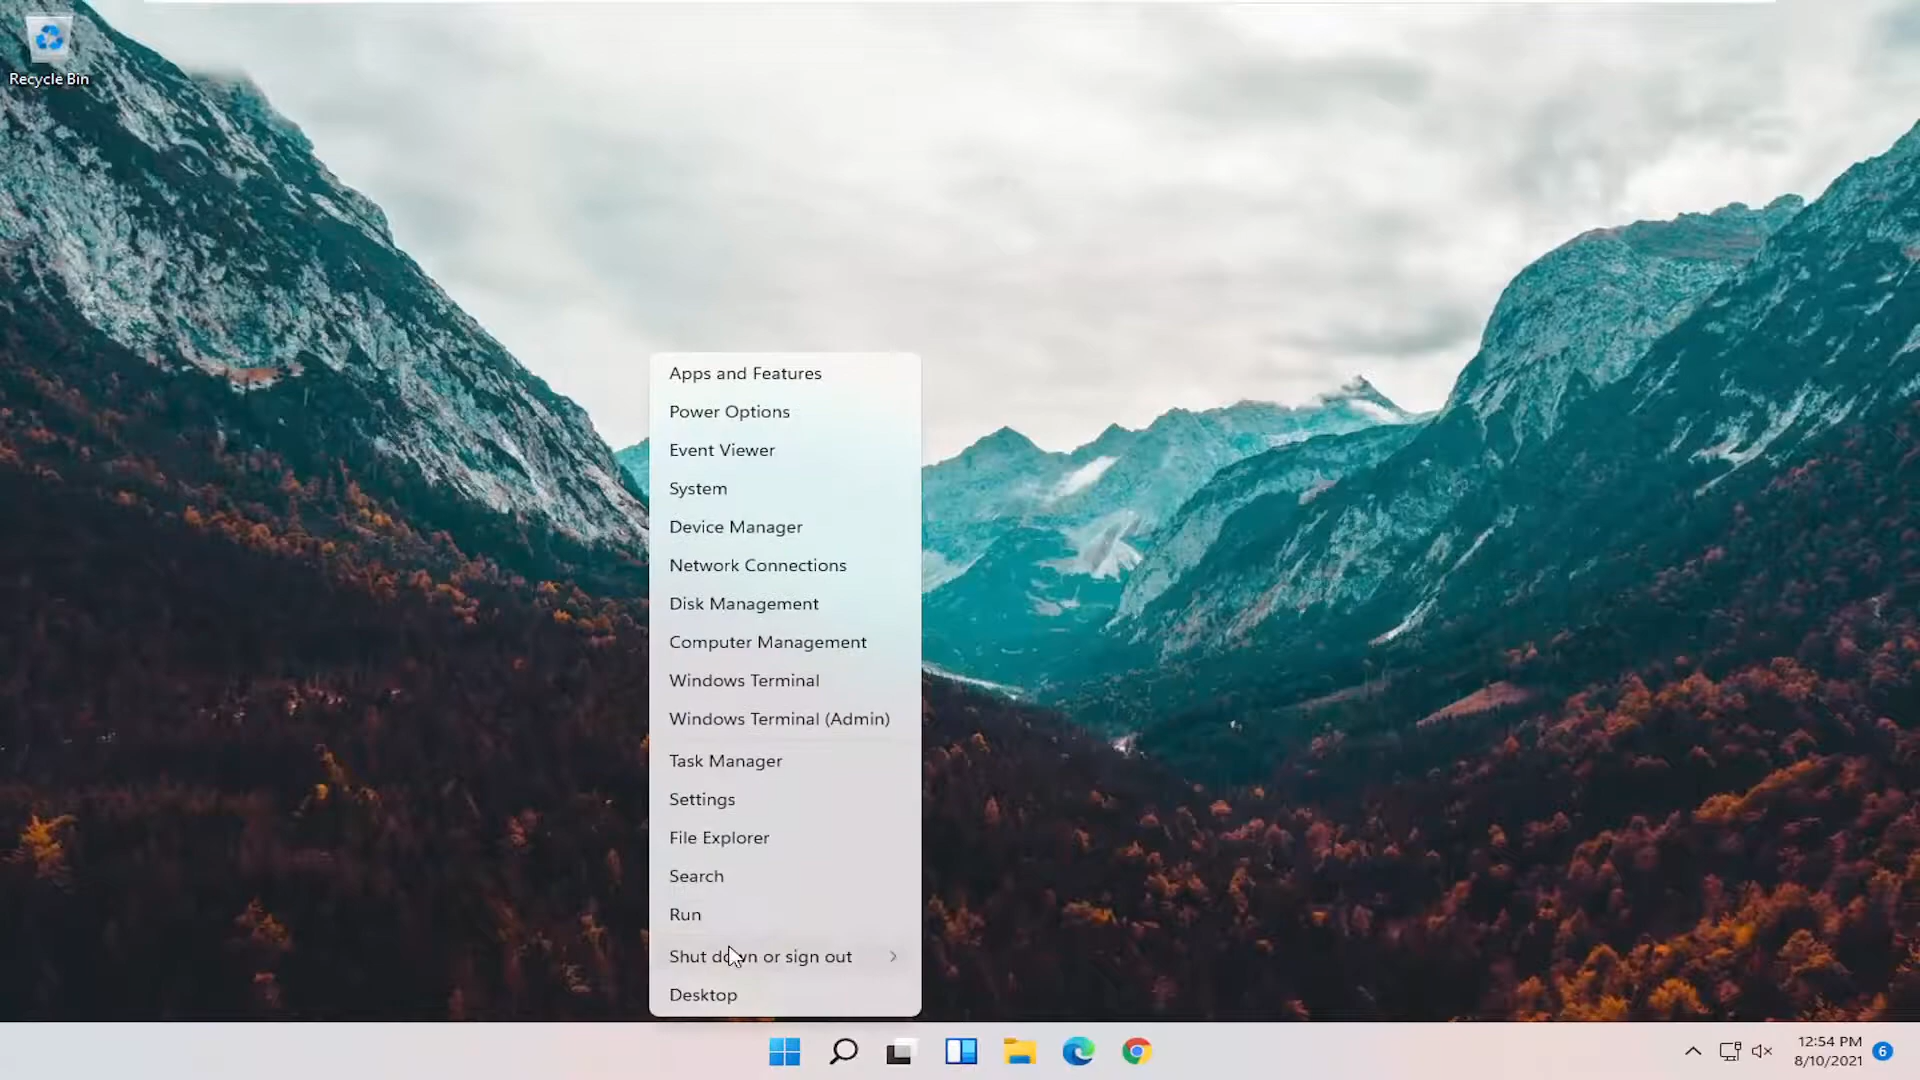 Recycle Bin
Apps and Features
Power Options
Event Viewer
System
Device Manager
Network Connections
Disk Management
Computer Management
Windows Terminal
Windows Terminal (Admin)
Task Manager
Settings
File Explorer
Search
Run
Shut down or sign out
Desktop
12:54 PM
8/10/2021
6